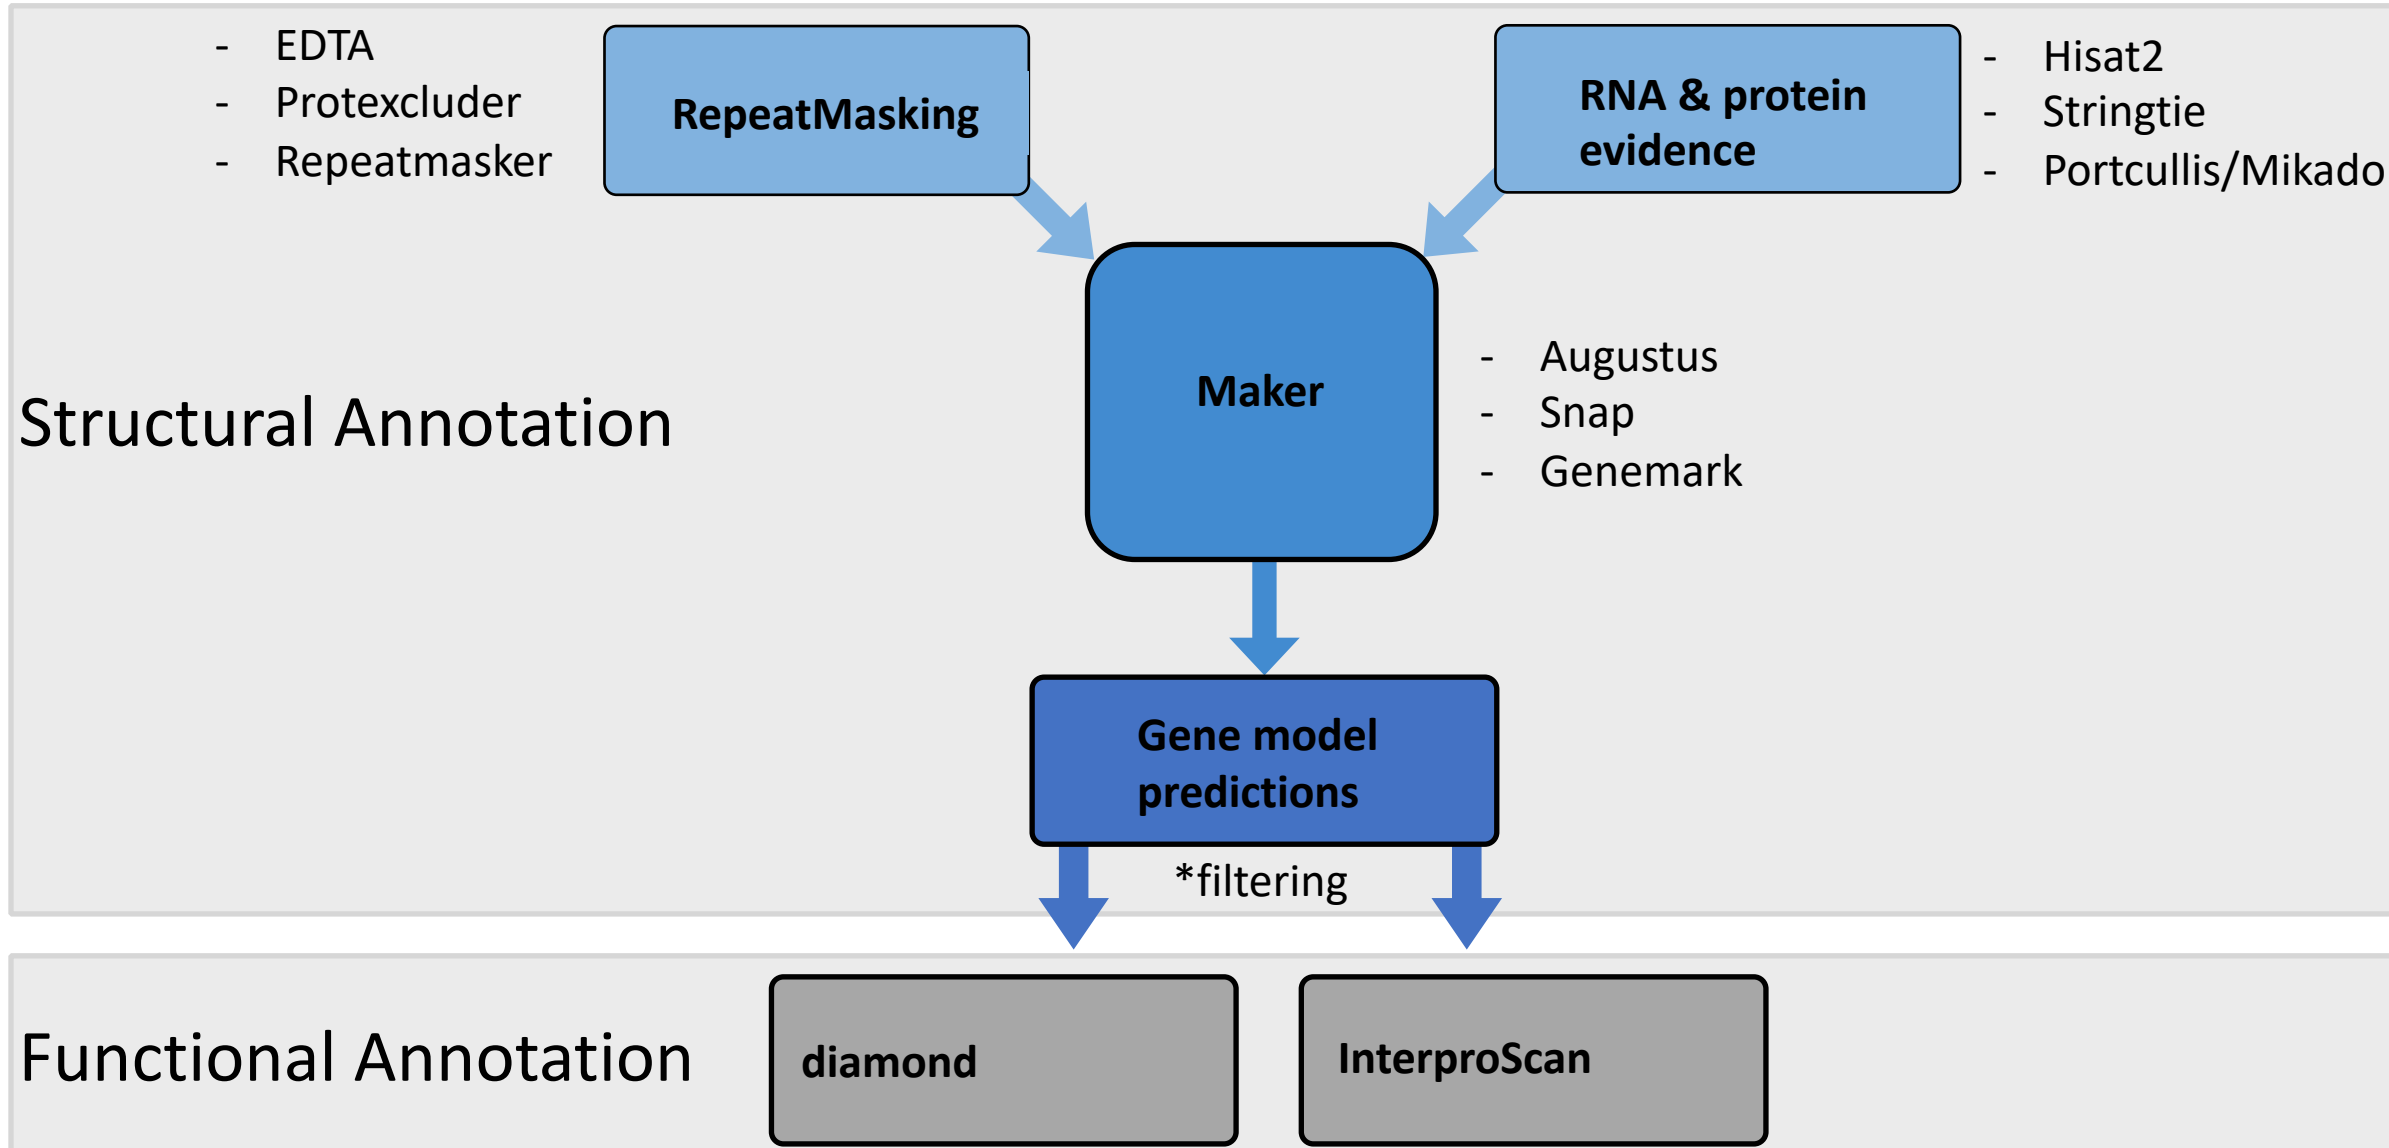 - EDTA
- Protexcluder
- Repeatmasker
RepeatMasking
RNA & protein
evidence
- Hisat2
- Stringtie
- Portcullis/Mikado
Structural Annotation
Maker
- Augustus
- Snap
- Genemark
Gene model
predictions
*filtering
Functional Annotation
diamond
InterproScan